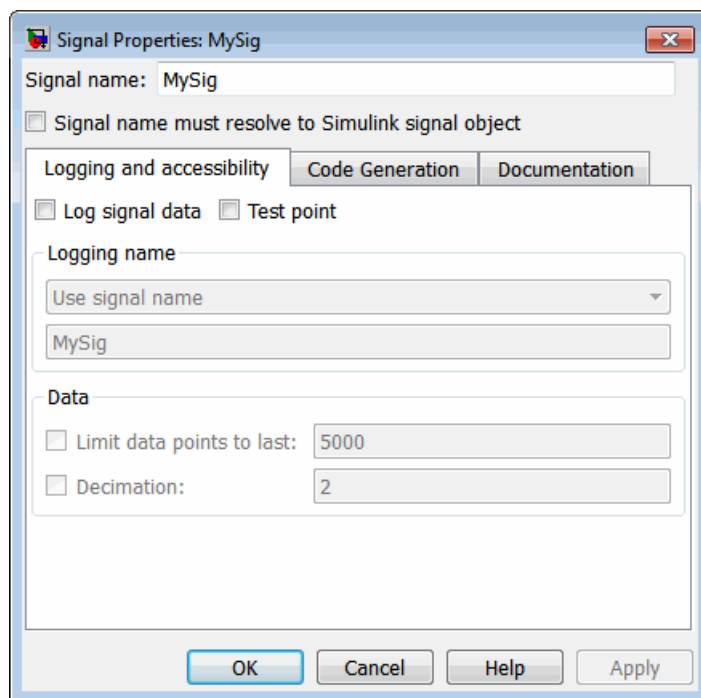 Signal Properties: MySig
Signal name: MySig
Signal name must resolve to Simulink signal object
Logging and accessibility Code Generation Documentation
Log signal data Test point
Logging name
Use signal name
MySig
Data
Limit data points to last: 5000
Decimation: 2
OK Cancel Help Apply